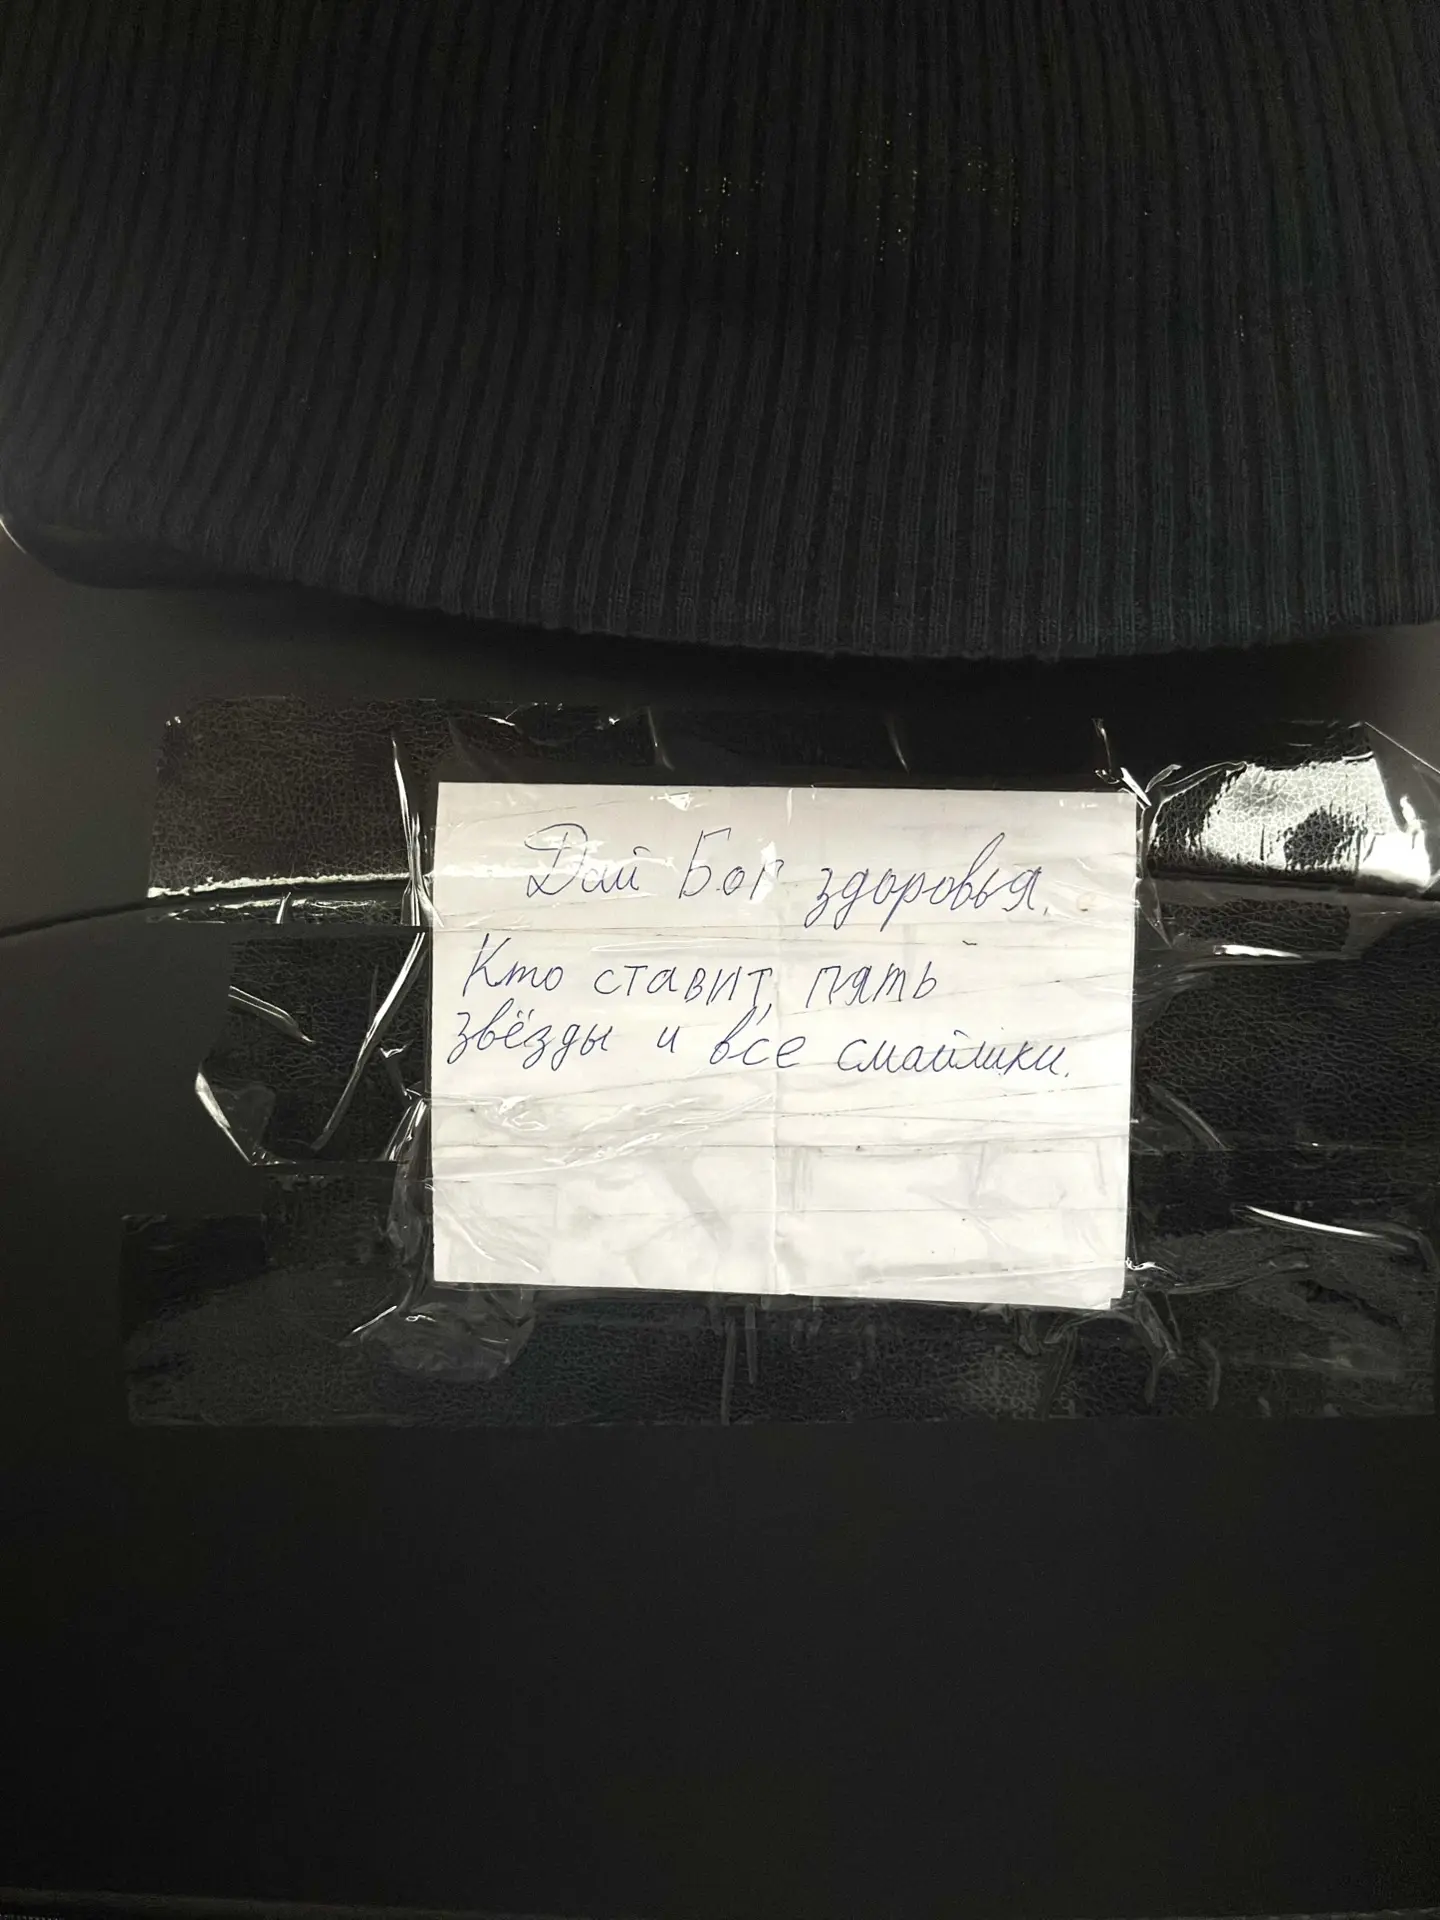 Дай Бог здоровья.
Кто ставит, пять
звёзды и все смайлики.